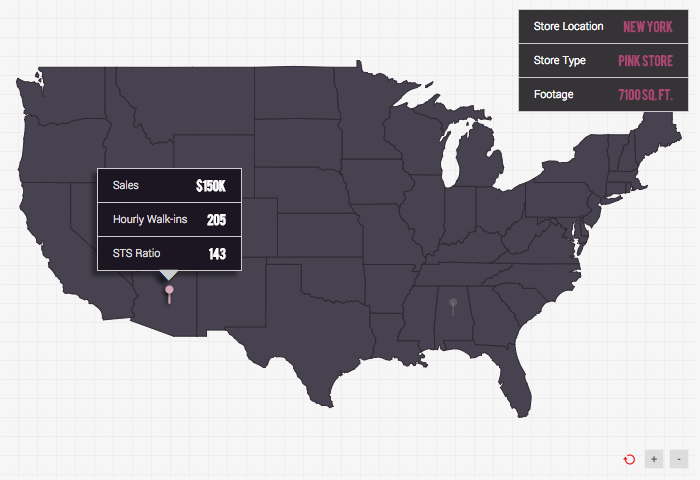 Store Location NEW YORK
Store Type PINK STORE
Footage 7100 SQ. FT.
Sales $150K
Hourly Walk-ins 205
STS Ratio 143
+ -